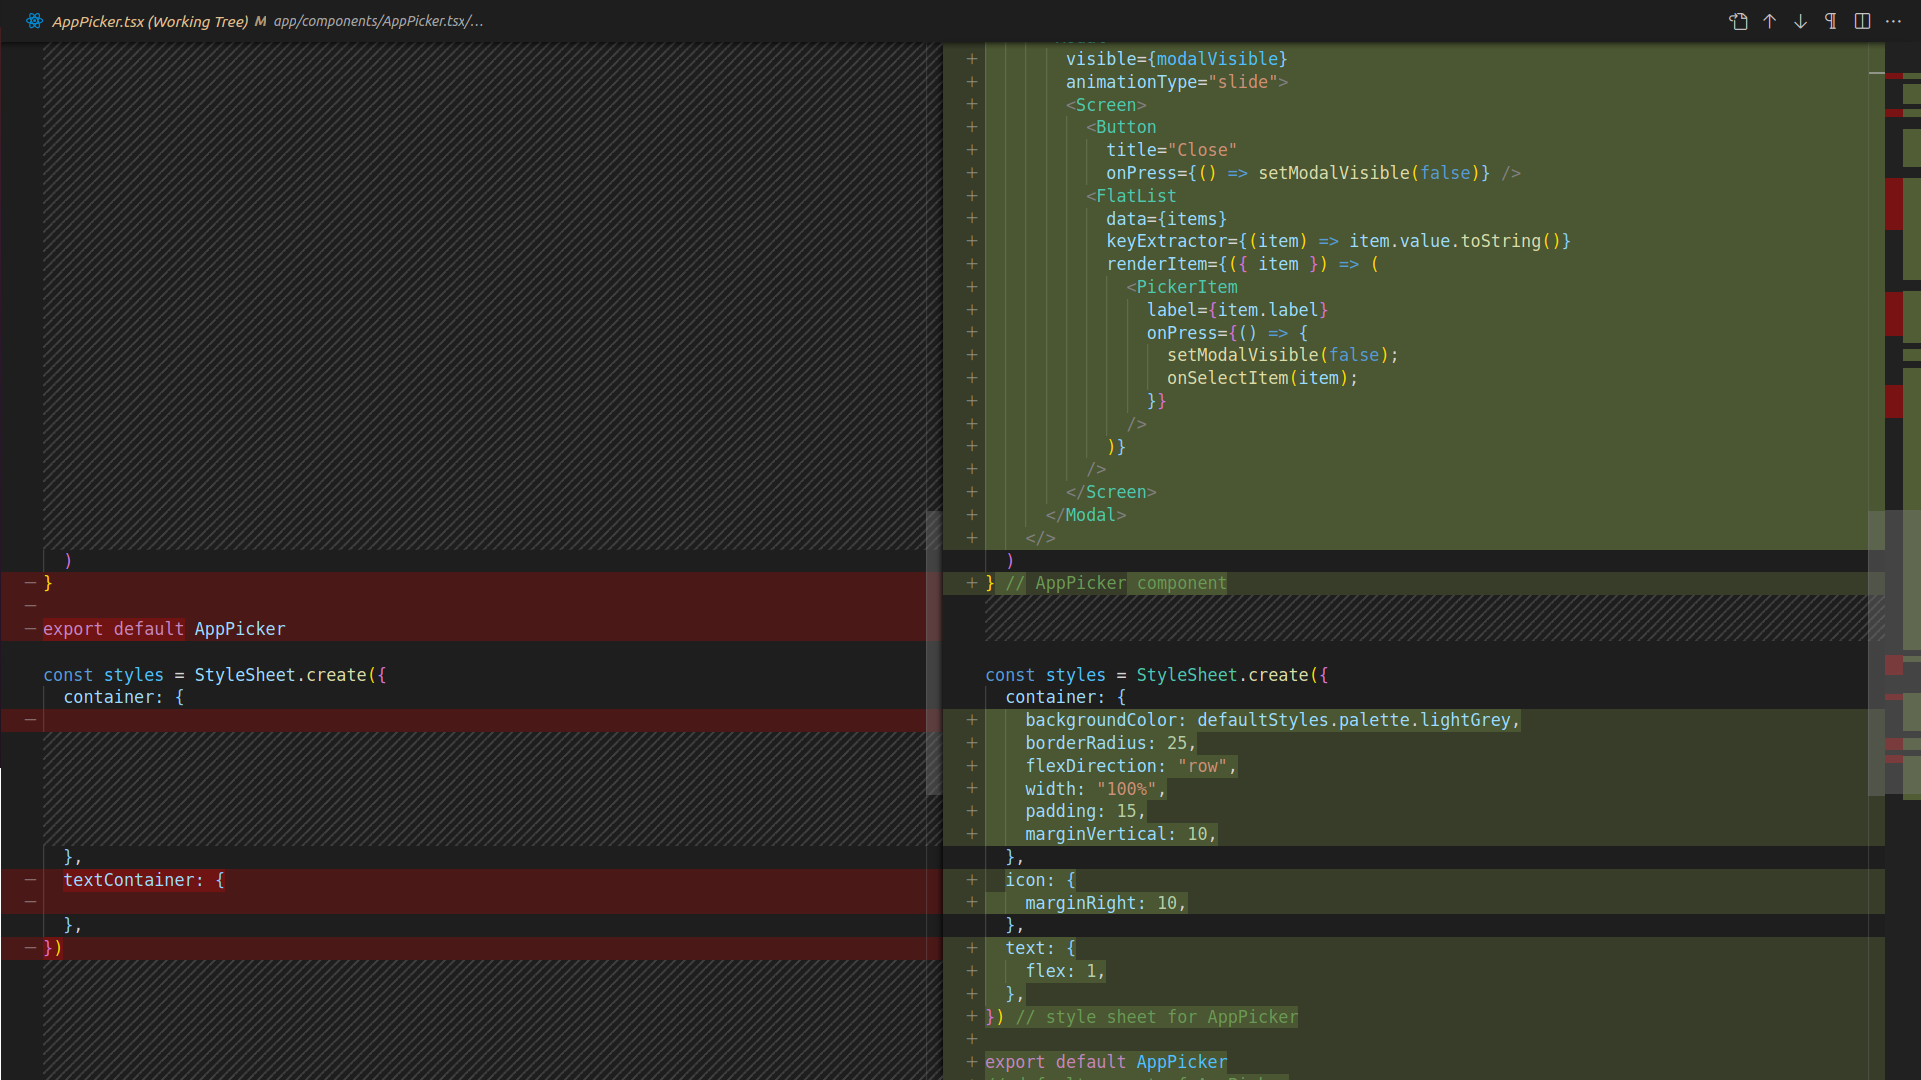 AppPicker.tsx (Working Tree) M app/components/AppPicker.tsx/...
)
}
export default AppPicker
const styles = StyleSheet.create({
container: {
},
textContainer: {
},
})
visible={modalVisible}
animationType="slide">
<Screen>
<Button
title="Close"
onPress={() => setModalVisible(false)} />
<FlatList
data={items}
keyExtractor={(item) => item.value.toString()}
renderItem={({ item }) => (
<PickerItem
label={item.label}
onPress={() => {
setModalVisible(false);
onSelectItem(item);
}}
/>
)}
/>
</Screen>
</Modal>
</>
)
} // AppPicker component
const styles = StyleSheet.create({
container: {
backgroundColor: defaultStyles.palette.lightGrey,
borderRadius: 25,
flexDirection: "row",
width: "100%",
padding: 15,
marginVertical: 10,
},
icon: {
marginRight: 10,
},
text: {
flex: 1,
},
}) // style sheet for AppPicker
export default AppPicker